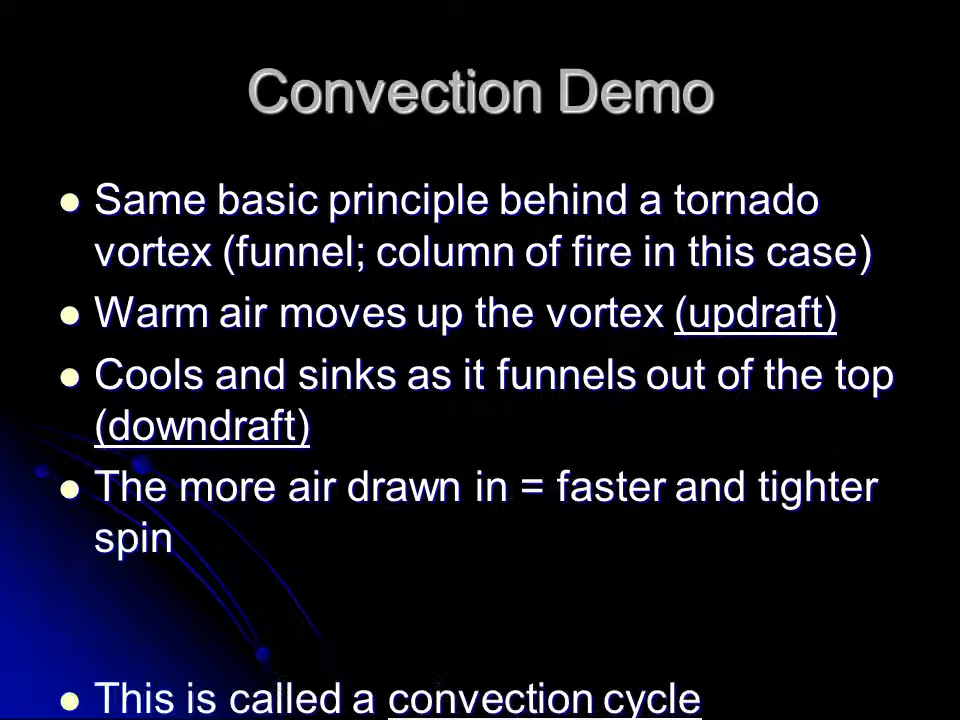 Convection Demo
Same basic principle behind a tornado
vortex (funnel; column of fire in this case)
Warm air moves up the vortex (updraft)
Cools and sinks as it funnels out of the top
(downdraft)
The more air drawn in = faster and tighter
spin
This is called a convection cycle